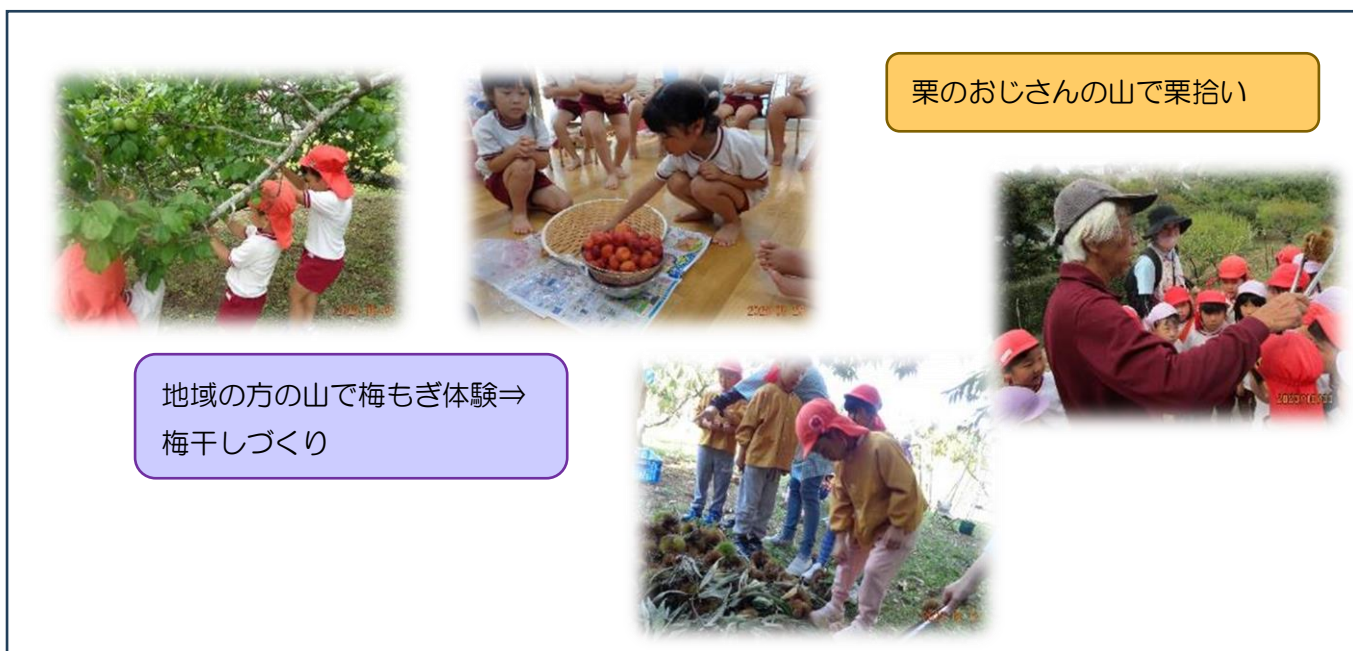 栗のおじさんの山で栗拾い
地域の方の山で梅もぎ体験⇒
梅干しづくり